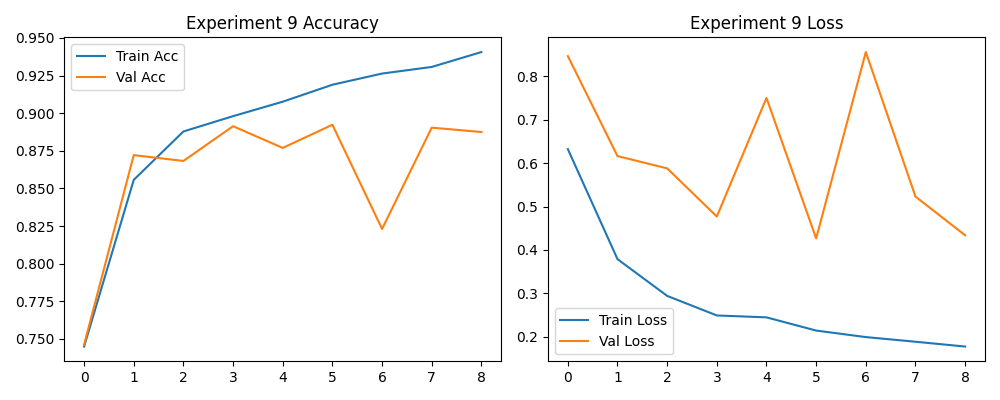 Experiment 9 Accuracy
0.950
0.925
0.900
0.875
0.850
0.825
0.800
0.775
0.750
Train Acc
Val Acc
0 1 2 3 4 5 6 7 8
Experiment 9 Loss
0.8
0.7
0.6
0.5
0.4
0.3
0.2
Train Loss
Val Loss
0 1 2 3 4 5 6 7 8